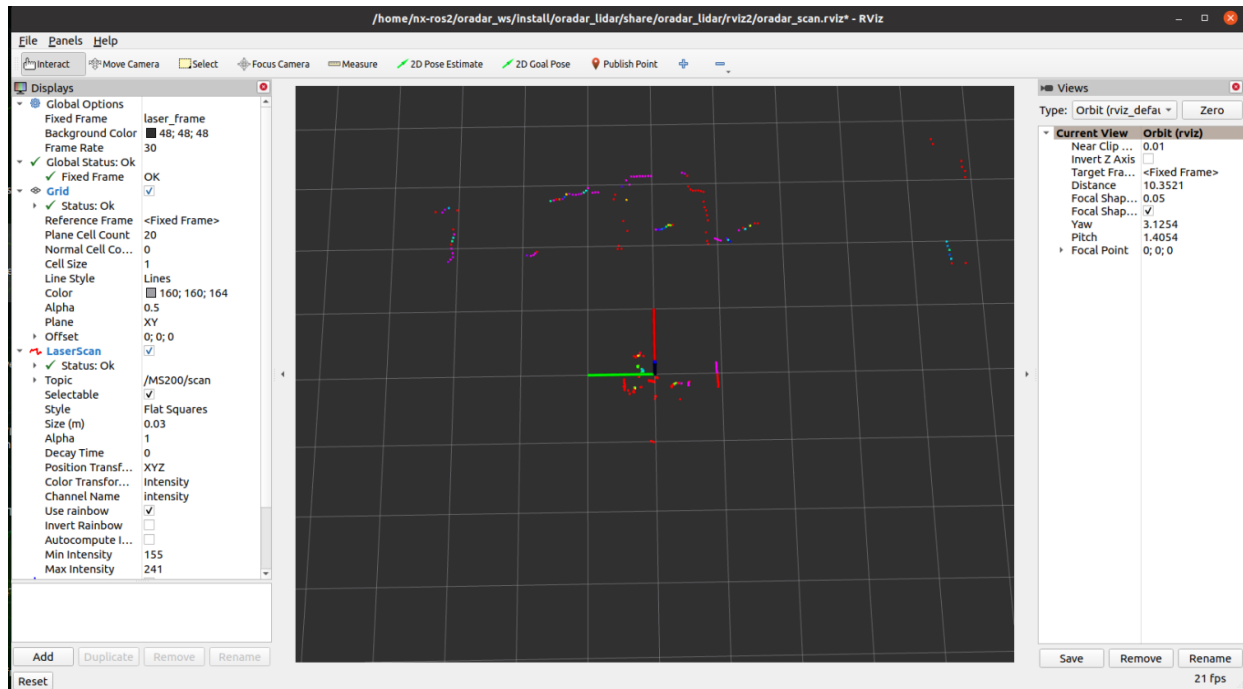 /home/nx-ros2/oradar_ws/install/oradar_lidar/share/oradar_lidar/rviz2/oradar_scan.rviz* - RViz
File Panels Help
Interact Move Camera Select Focus Camera Measure 2D Pose Estimate 2D Goal Pose Publish Point
Displays
Global Options
Fixed Frame laser_frame
Background Color 48; 48; 48
Frame Rate 30
Global Status: Ok
Fixed Frame OK
Grid
Status: Ok
Reference Frame <Fixed Frame>
Plane Cell Count 20
Normal Cell Co... 0
Cell Size 1
Line Style Lines
Color 160; 160; 164
Alpha 0.5
Plane XY
Offset 0; 0; 0
LaserScan
Status: Ok
Topic /MS200/scan
Selectable
Style Flat Squares
Size (m) 0.03
Alpha 1
Decay Time 0
Position Transf... XYZ
Color Transfor... Intensity
Channel Name intensity
Use rainbow
Invert Rainbow
Autocompute I...
Min Intensity 155
Max Intensity 241
Add Duplicate Remove Rename
Reset
Views
Type: Orbit (rviz_defau Zero
Current View Orbit (rviz)
Near Clip ... 0.01
Invert Z Axis
Target Fra... <Fixed Frame>
Distance 10.3521
Focal Shap... 0.05
Focal Shap...
Yaw 3.1254
Pitch 1.4054
Focal Point 0; 0; 0
Save Remove Rename
21 fps